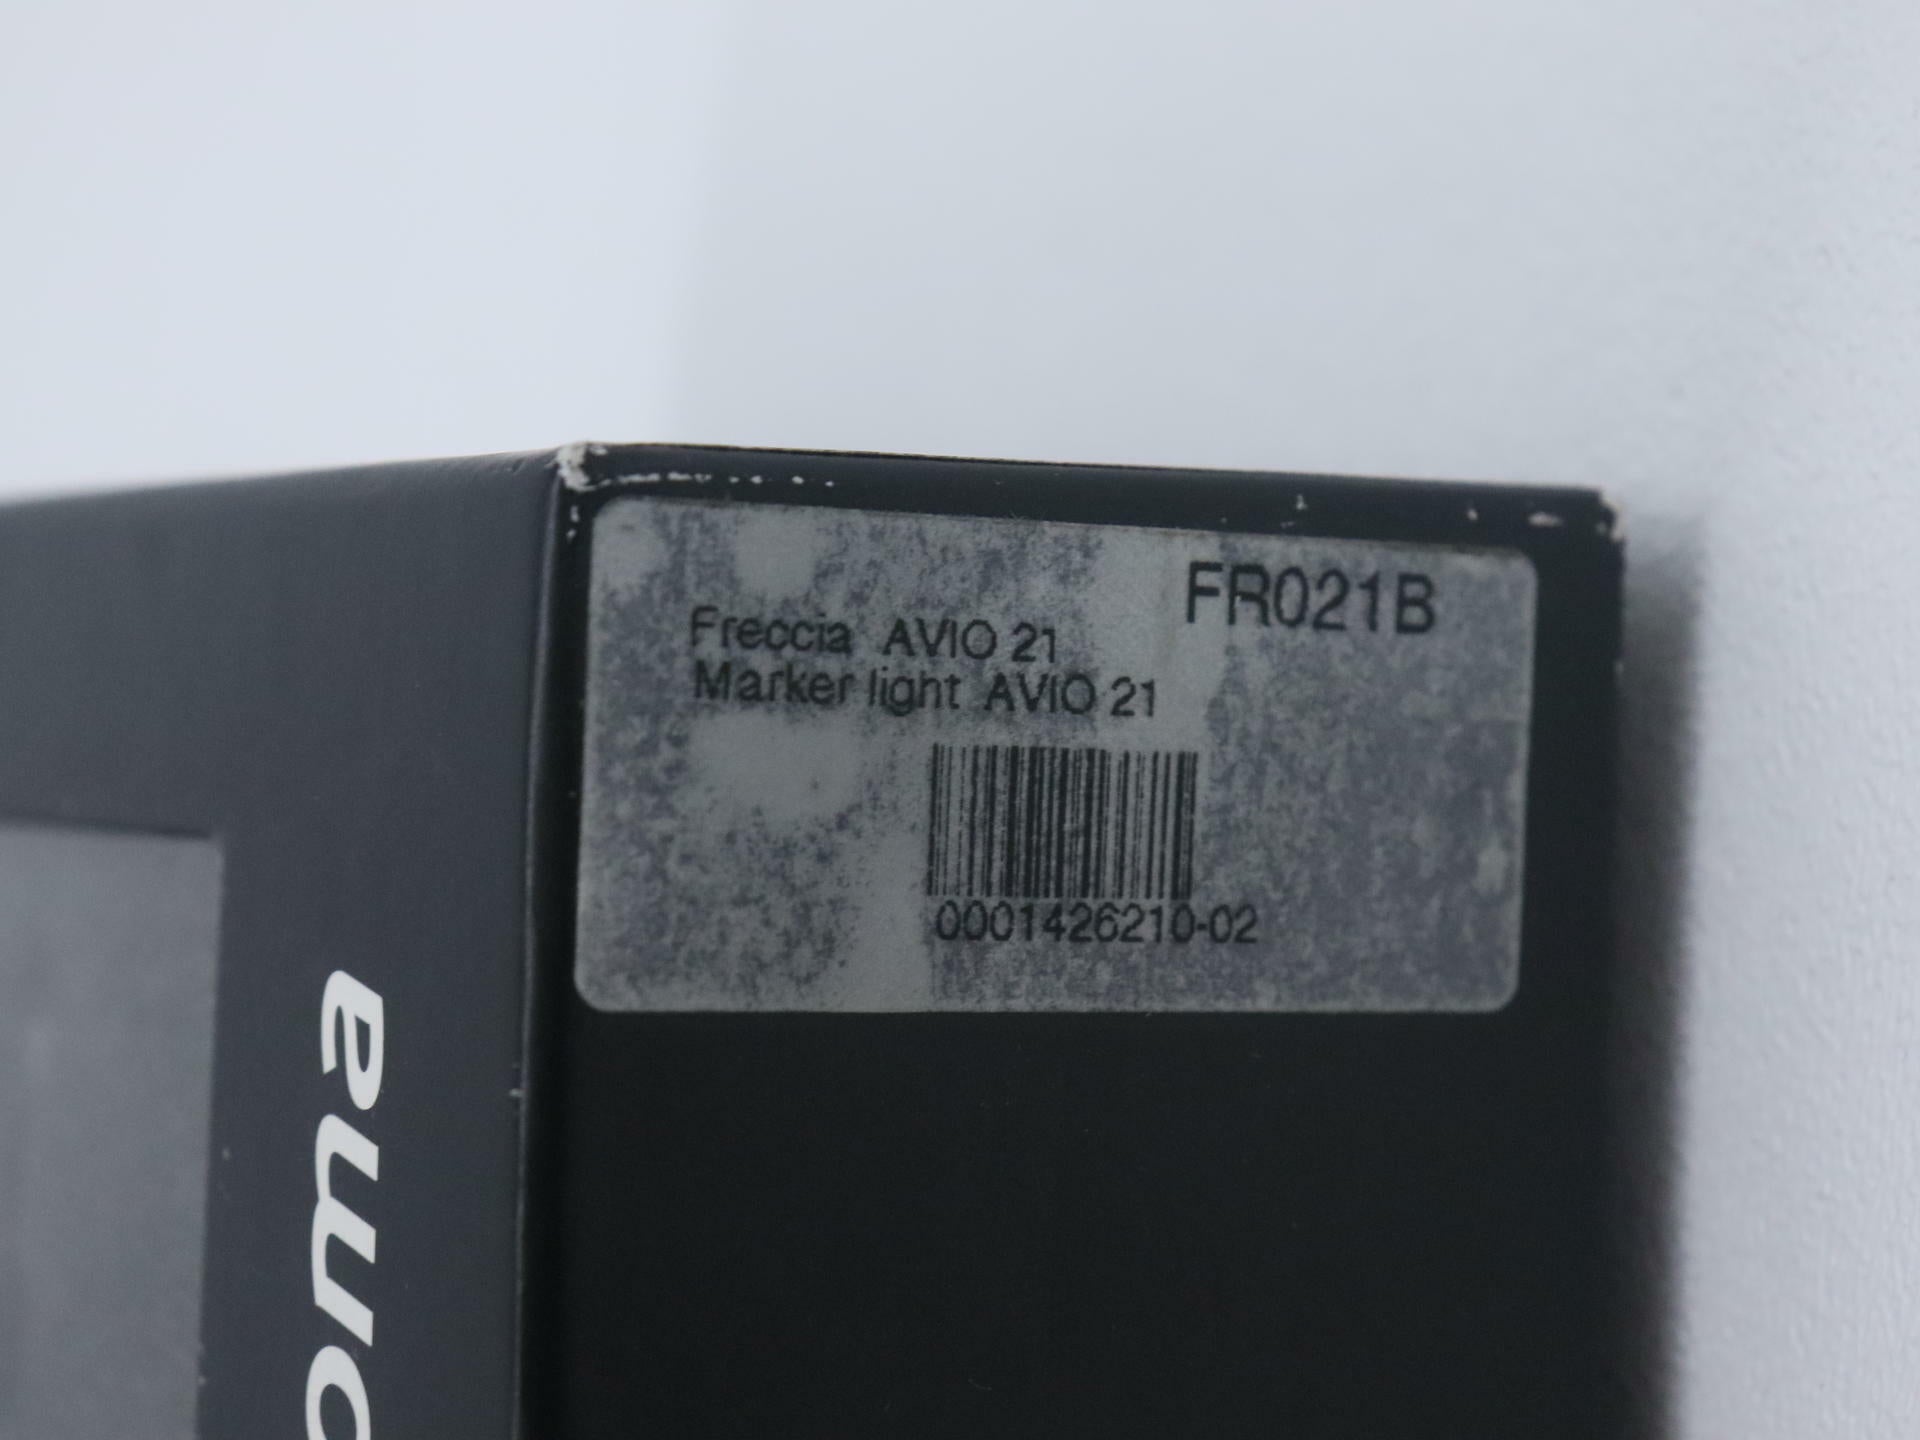 FR021B
Freccia AVIO 21
Marker light AVIO 21
0001426210-02